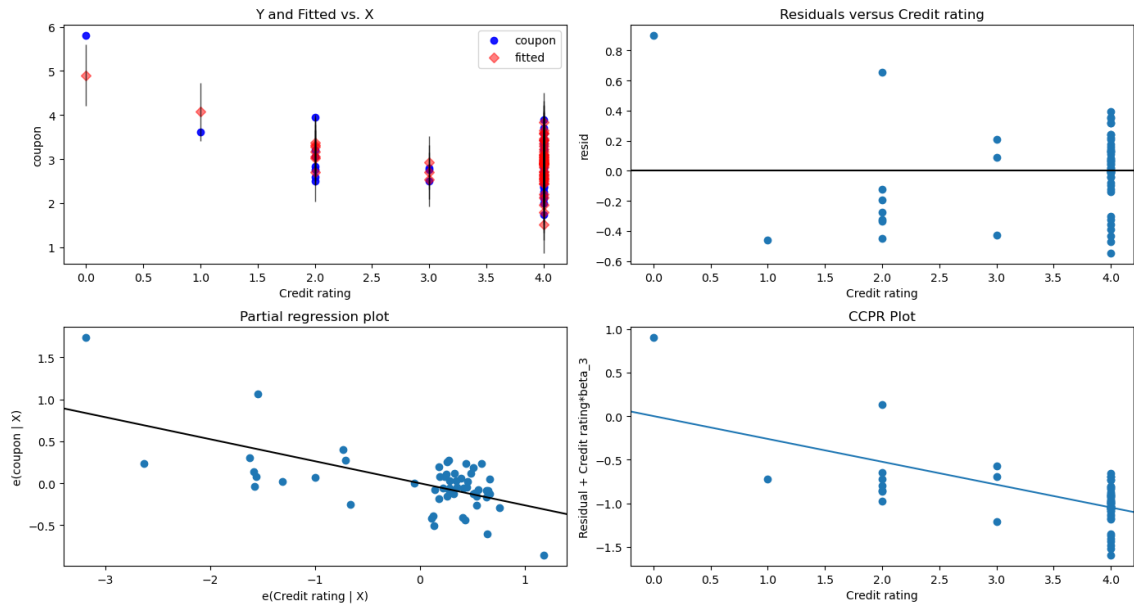 Y and Fitted vs. X
coupon
fitted
6
5
4
3
2
1
coupon
0.0 0.5 1.0 1.5 2.0 2.5 3.0 3.5 4.0
Credit rating
Residuals versus Credit rating
0.8
0.6
0.4
0.2
0.0
−0.2
−0.4
−0.6
resid
0.0 0.5 1.0 1.5 2.0 2.5 3.0 3.5 4.0
Credit rating
Partial regression plot
1.5
1.0
0.5
0.0
−0.5
e(coupon | X)
−3 −2 −1 0 1
e(Credit rating | X)
CCPR Plot
1.0
0.5
0.0
−0.5
−1.0
−1.5
Residual + Credit rating*beta_3
0.0 0.5 1.0 1.5 2.0 2.5 3.0 3.5 4.0
Credit rating